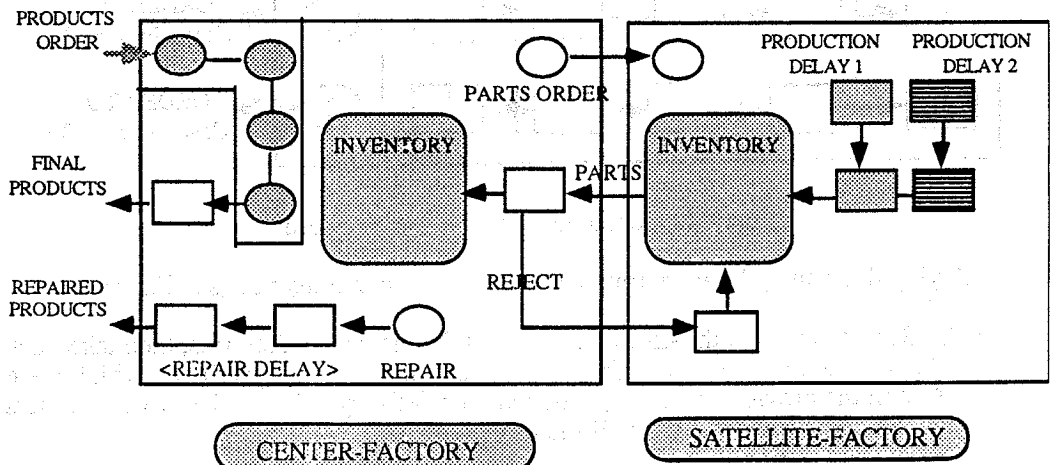 PRODUCTS
ORDER
PRODUCTION
DELAY 1
PRODUCTION
DELAY 2
PARTS ORDER
INVENTORY
INVENTORY
PARTS
FINAL
PRODUCTS
REJECT
REPAIRED
PRODUCTS
<REPAIR DELAY>
REPAIR
CENTER-FACTORY
SATELLITE-FACTORY